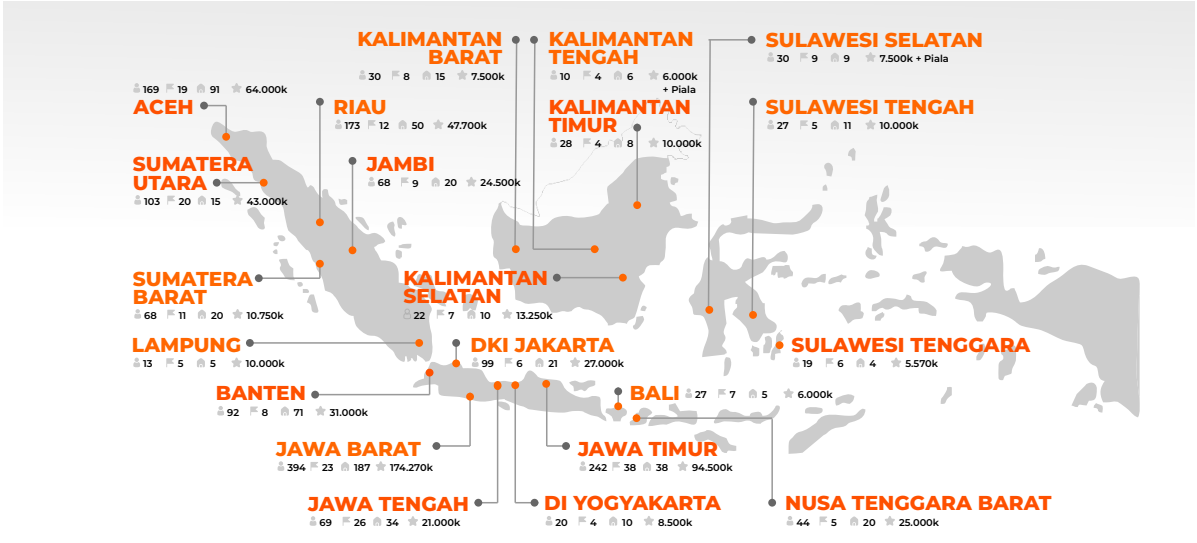 KALIMANTAN
BARAT
30 8 15 7.500k
KALIMANTAN
TENGAH
10 4 6 6.000k
+ Piala
SULAWESI SELATAN
30 9 9 7.500k + Piala
169 19 91 64.000k
ACEH
RIAU
173 12 50 47.700k
KALIMANTAN
TIMUR
28 4 8 10.000k
SULAWESI TENGAH
27 5 11 10.000k
SUMATERA
UTARA
103 20 15 43.000k
JAMBI
68 9 20 24.500k
SUMATERA
BARAT
68 11 20 10.750k
KALIMANTAN
SELATAN
22 7 10 13.250k
LAMPUNG
13 5 5 10.000k
DKI JAKARTA
99 6 21 27.000k
SULAWESI TENGGARA
19 6 4 5.570k
BANTEN
92 8 71 31.000k
BALI 27 7 5 6.000k
JAWA BARAT
394 23 187 174.270k
JAWA TIMUR
242 38 38 94.500k
JAWA TENGAH
69 26 34 21.000k
DI YOGYAKARTA
20 4 10 8.500k
NUSA TENGGARA BARAT
44 5 20 25.000k